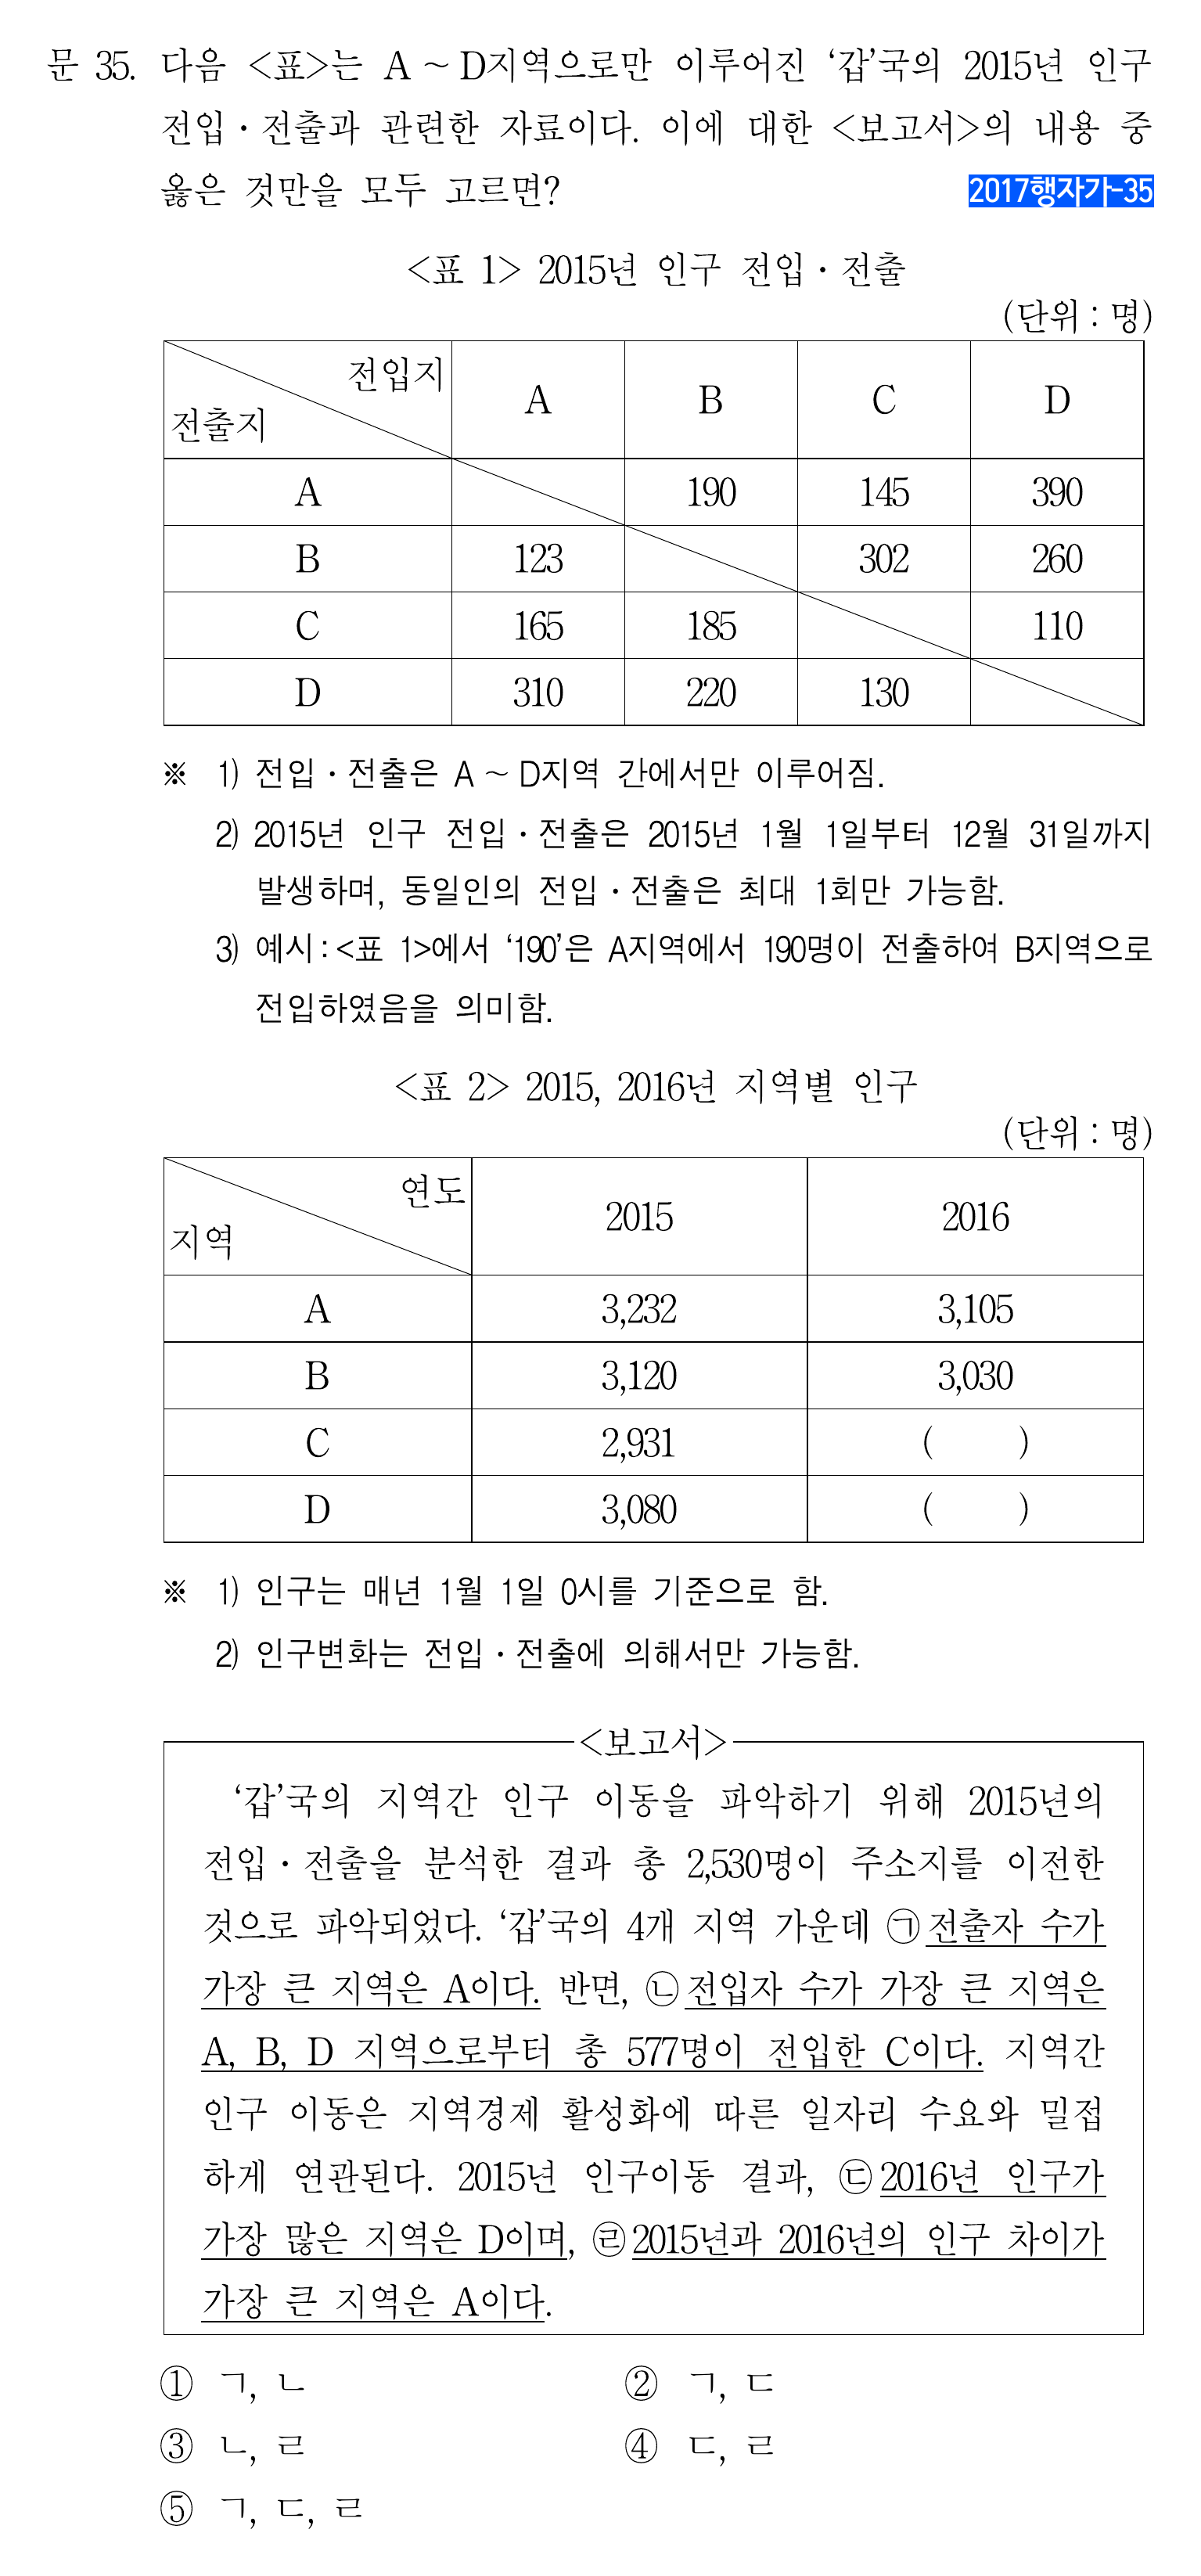 문 35. 다음 <표>는 A ~ D지역으로만 이루어진 ‘갑’국의 2015년 인구
전입·전출과 관련한 자료이다. 이에 대한 <보고서>의 내용 중
옳은 것만을 모두 고르면?
2017행자가-35
<표 1> 2015년 인구 전입·전출
(단위 : 명)
전입지
전출지
A B C D
A 190 145 390
B 123 302 260
C 165 185 110
D 310 220 130
※ 1) 전입·전출은 A ~ D지역 간에서만 이루어짐.
2) 2015년 인구 전입·전출은 2015년 1월 1일부터 12월 31일까지
발생하며, 동일인의 전입·전출은 최대 1회만 가능함.
3) 예시 : <표 1>에서 ‘190’은 A지역에서 190명이 전출하여 B지역으로
전입하였음을 의미함.
<표 2> 2015, 2016년 지역별 인구
(단위 : 명)
연도
지역
2015 2016
A 3,232 3,105
B 3,120 3,030
C 2,931 ( )
D 3,080 ( )
※ 1) 인구는 매년 1월 1일 0시를 기준으로 함.
2) 인구변화는 전입·전출에 의해서만 가능함.
<보고서>
‘갑’국의 지역간 인구 이동을 파악하기 위해 2015년의
전입·전출을 분석한 결과 총 2,530명이 주소지를 이전한
것으로 파악되었다. ‘갑’국의 4개 지역 가운데 ㉠전출자 수가
가장 큰 지역은 A이다. 반면, ㉡전입자 수가 가장 큰 지역은
A, B, D 지역으로부터 총 577명이 전입한 C이다. 지역간
인구 이동은 지역경제 활성화에 따른 일자리 수요와 밀접
하게 연관된다. 2015년 인구이동 결과, ㉢2016년 인구가
가장 많은 지역은 D이며, ㉣2015년과 2016년의 인구 차이가
가장 큰 지역은 A이다.
① ㄱ, ㄴ ② ㄱ, ㄷ
③ ㄴ, ㄹ ④ ㄷ, ㄹ
⑤ ㄱ, ㄷ, ㄹ